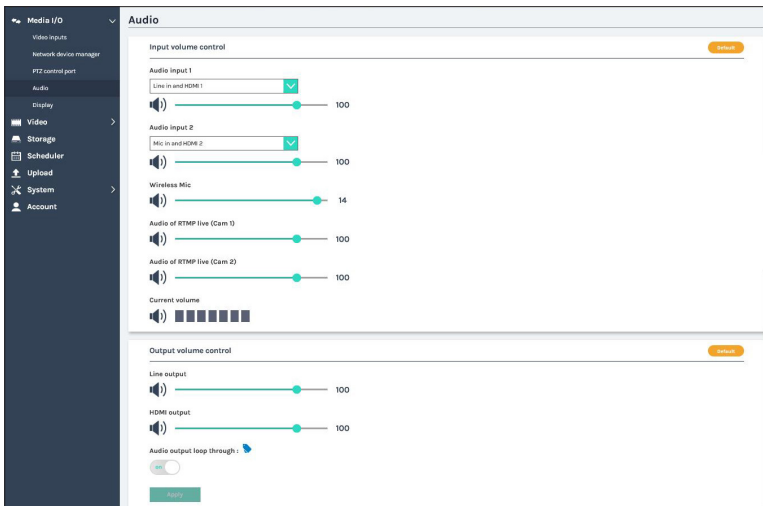 Media I/O
Video inputs
Network device manager
PTZ control port
Audio
Display
Video
Storage
Scheduler
Upload
System
Account
Audio
Input volume control
Default
Audio input 1
Line in and HDMI 1
100
Audio input 2
Mic in and HDMI 2
100
Wireless Mic
14
Audio of RTMP live (Cam 1)
100
Audio of RTMP live (Cam 2)
100
Current volume
Output volume control
Default
Line output
100
HDMI output
100
Audio output loop through :
on
Apply